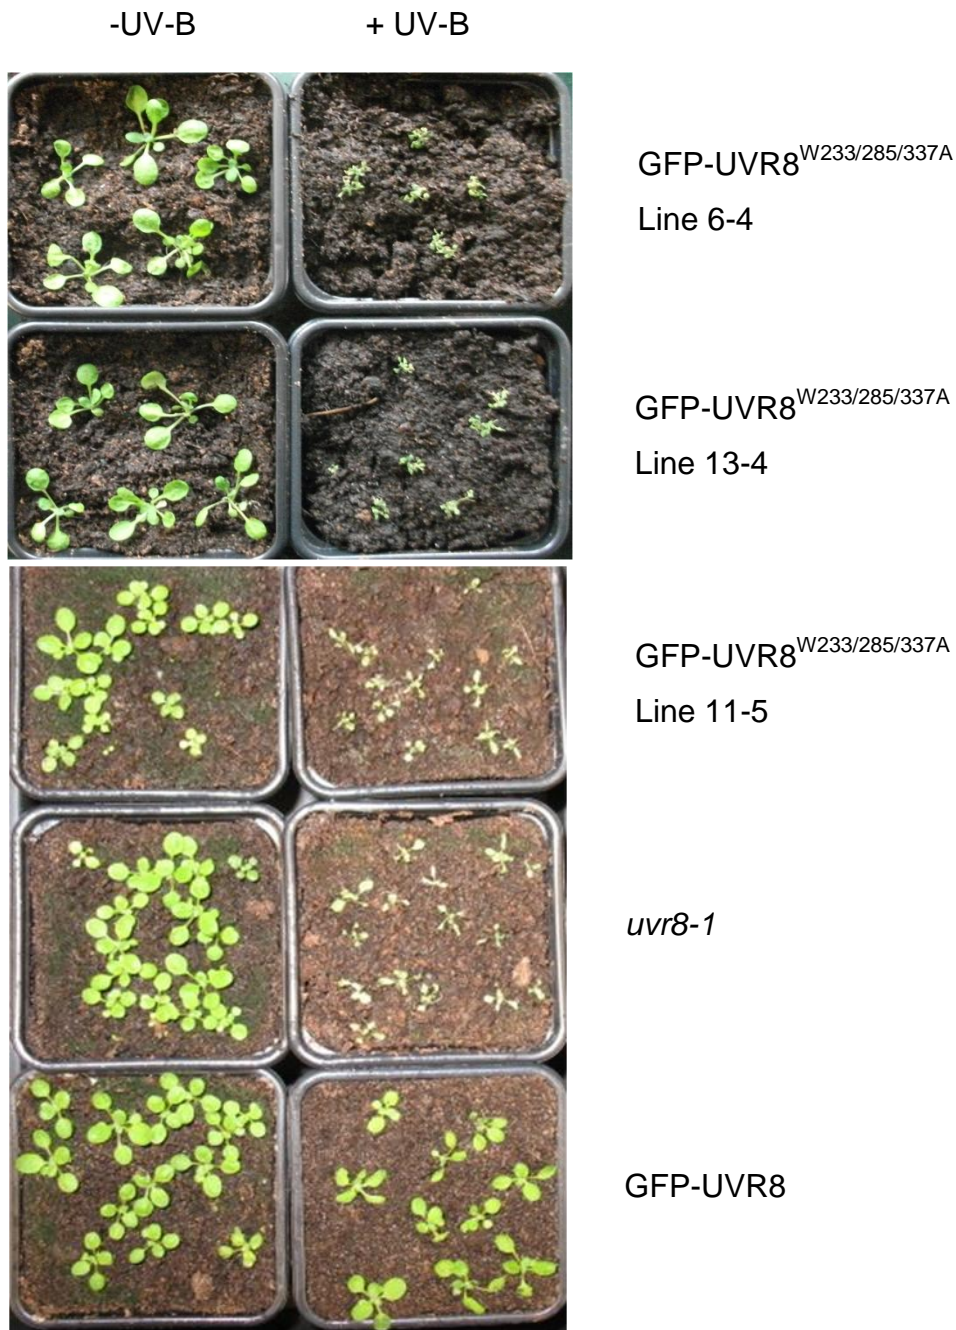 -UV-B + UV-B
GFP-UVR8W233/285/337A
Line 6-4
GFP-UVR8W233/285/337A
Line 13-4
GFP-UVR8W233/285/337A
Line 11-5
uvr8-1
GFP-UVR8